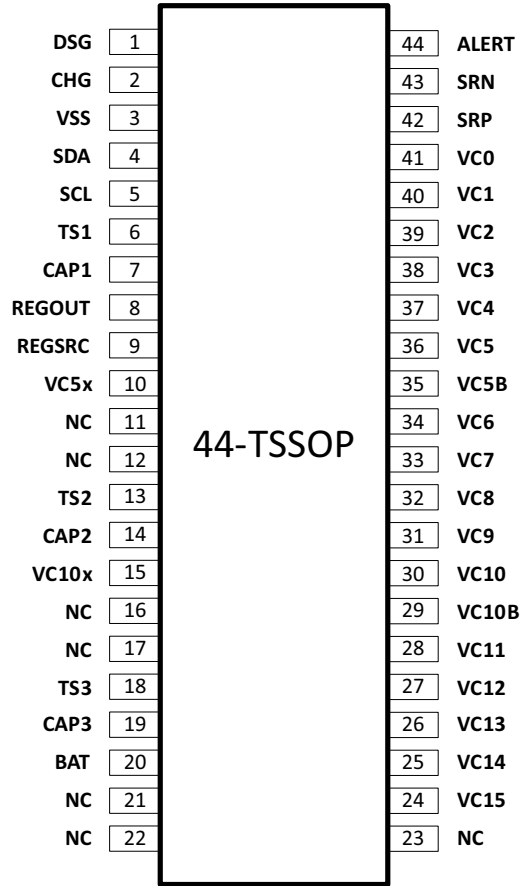 DSG 1 44 ALERT
CHG 2 43 SRN
VSS 3 42 SRP
SDA 4 41 VC0
SCL 5 40 VC1
TS1 6 39 VC2
CAP1 7 38 VC3
REGOUT 8 37 VC4
REGSRC 9 36 VC5
VC5x 10 35 VC5B
NC 11 34 VC6
44-TSSOP
NC 12 33 VC7
TS2 13 32 VC8
CAP2 14 31 VC9
VC10x 15 30 VC10
NC 16 29 VC10B
NC 17 28 VC11
TS3 18 27 VC12
CAP3 19 26 VC13
BAT 20 25 VC14
NC 21 24 VC15
NC 22 23 NC